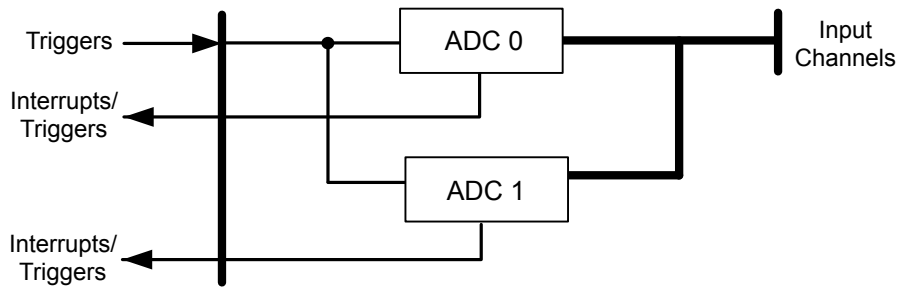 Triggers
ADC 0
Input
Channels
Interrupts/
Triggers
ADC 1
Interrupts/
Triggers